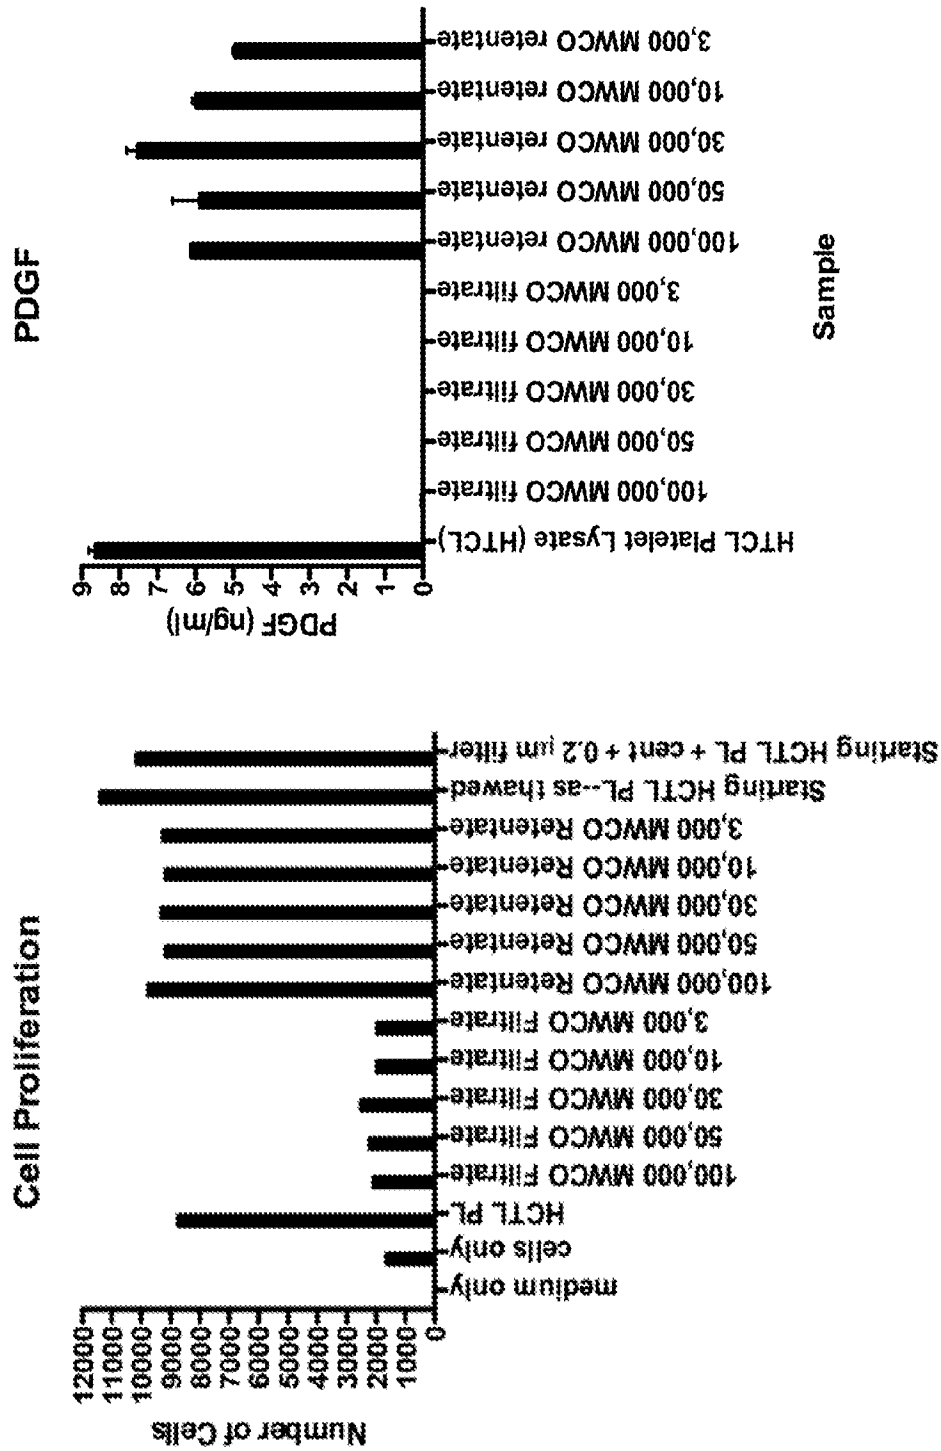 Cell Proliferation
Number of Cells
12000
11000
10000
9000
8000
7000
6000
5000
4000
3000
2000
1000
0
medium only
cells only
HCTL PL
100,000 MWCO Filtrate
50,000 MWCO Filtrate
30,000 MWCO Filtrate
10,000 MWCO Filtrate
3,000 MWCO Filtrate
100,000 MWCO Retentate
50,000 MWCO Retentate
30,000 MWCO Retentate
10,000 MWCO Retentate
3,000 MWCO Retentate
Starting HCTL PL--as thawed
Starting HCTL PL + cent + 0.2 µm filter
PDGF
PDGF (ng/ml)
9
8
7
6
5
4
3
2
1
0
HTCL Platelet Lysate (HTCL)
100,000 MWCO filtrate
50,000 MWCO filtrate
30,000 MWCO filtrate
10,000 MWCO filtrate
3,000 MWCO filtrate
100,000 MWCO retentate
50,000 MWCO retentate
30,000 MWCO retentate
10,000 MWCO retentate
3,000 MWCO retentate
Sample